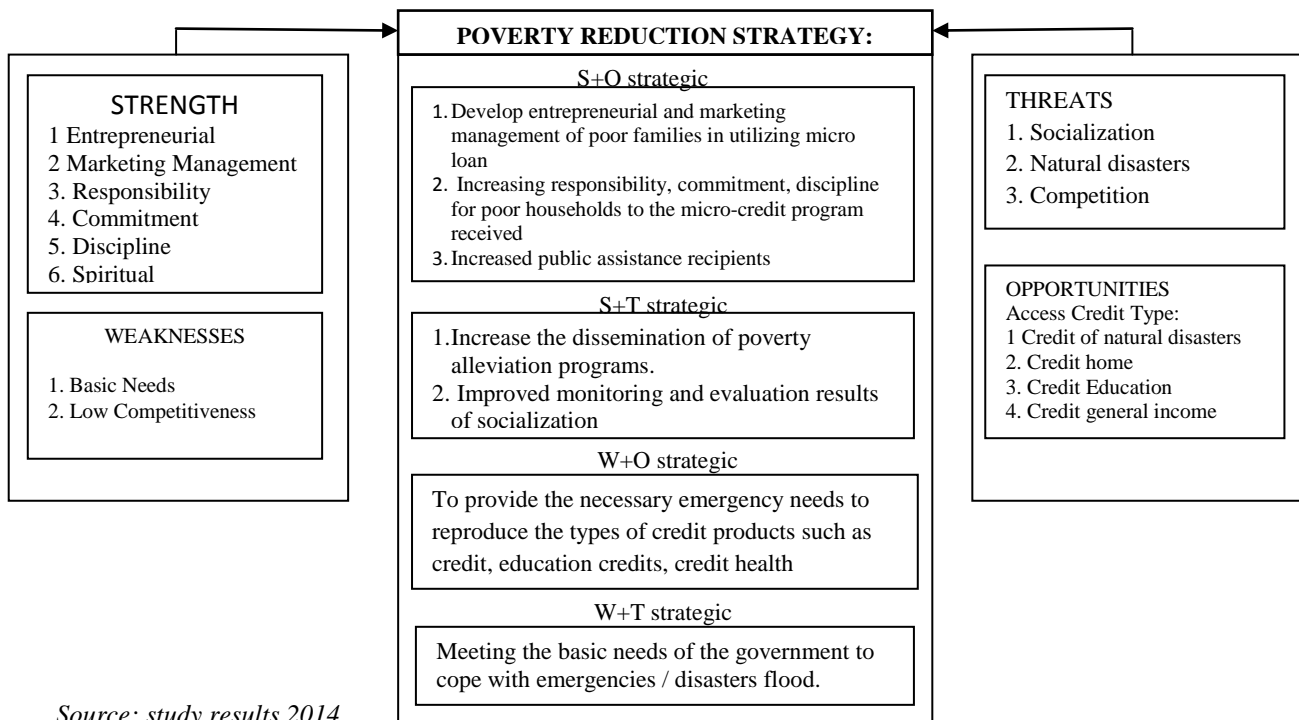 POVERTY REDUCTION STRATEGY:
STRENGTH
1 Entrepreneurial
2 Marketing Management
3. Responsibility
4. Commitment
5. Discipline
6. Spiritual
WEAKNESSES
1. Basic Needs
2. Low Competitiveness
S+O strategic
1. Develop entrepreneurial and marketing
management of poor families in utilizing micro
loan
2. Increasing responsibility, commitment, discipline
for poor households to the micro-credit program
received
3. Increased public assistance recipients
S+T strategic
1. Increase the dissemination of poverty
alleviation programs.
2. Improved monitoring and evaluation results
of socialization
W+O strategic
To provide the necessary emergency needs to
reproduce the types of credit products such as
credit, education credits, credit health
W+T strategic
Meeting the basic needs of the government to
cope with emergencies / disasters flood.
THREATS
1. Socialization
2. Natural disasters
3. Competition
OPPORTUNITIES
Access Credit Type:
1 Credit of natural disasters
2. Credit home
3. Credit Education
4. Credit general income
Source: study results 2014